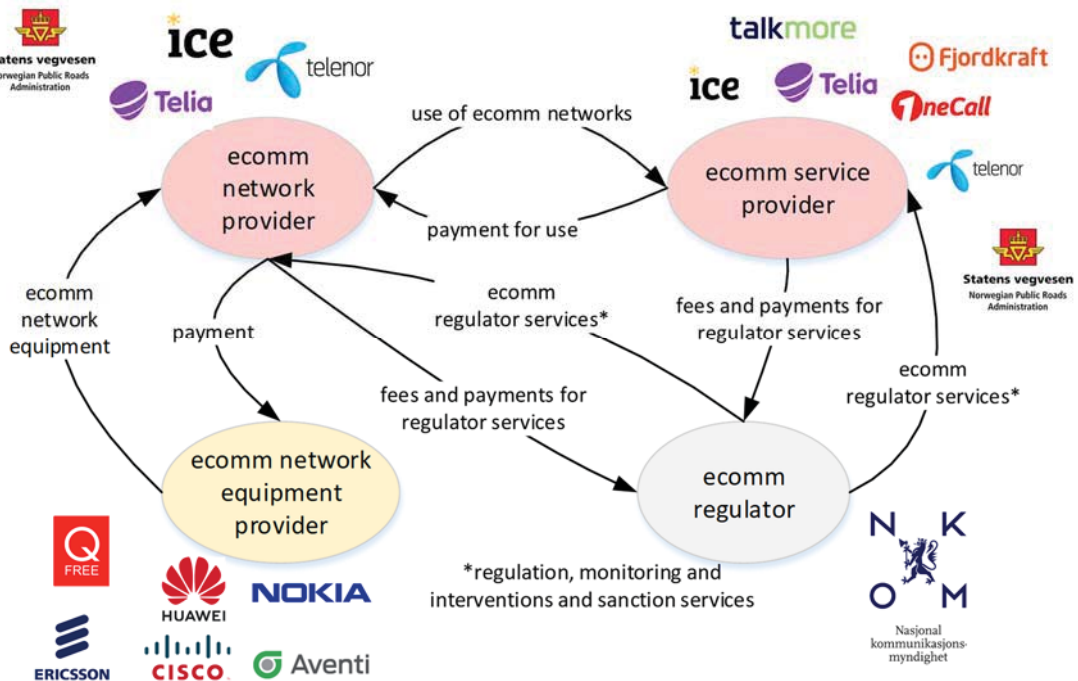 Statens vegvesen
Norwegian Public Roads
Administration
ice
telenor
Telia
talkmore
ice
Telia
Fjordkraft
OneCall
telenor
Statens vegvesen
Norwegian Public Roads
Administration
use of ecomm networks
ecomm
network
provider
ecomm service
provider
payment for use
ecomm
network
equipment
payment
ecomm
regulator services*
fees and payments for
regulator services
ecomm
regulator services*
fees and payments for
regulator services
ecomm network
equipment
provider
ecomm
regulator
*regulation, monitoring and
interventions and sanction services
Q
FREE
HUAWEI
NOKIA
ERICSSON
CISCO
Aventi
N K
O M
Nasjonal
kommunikasjons-
myndighet